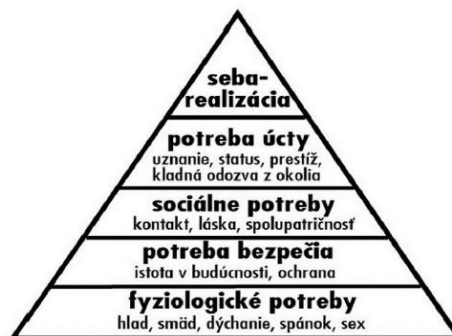 seba-
realizácia
potreba úcty
uznanie, status, prestíž,
kladná odozva z okolia
sociálne potreby
kontakt, láska, spolupatričnosť
potreba bezpečia
istota v budúcnosti, ochrana
fyziologické potreby
hlad, smäd, dýchanie, spánok, sex